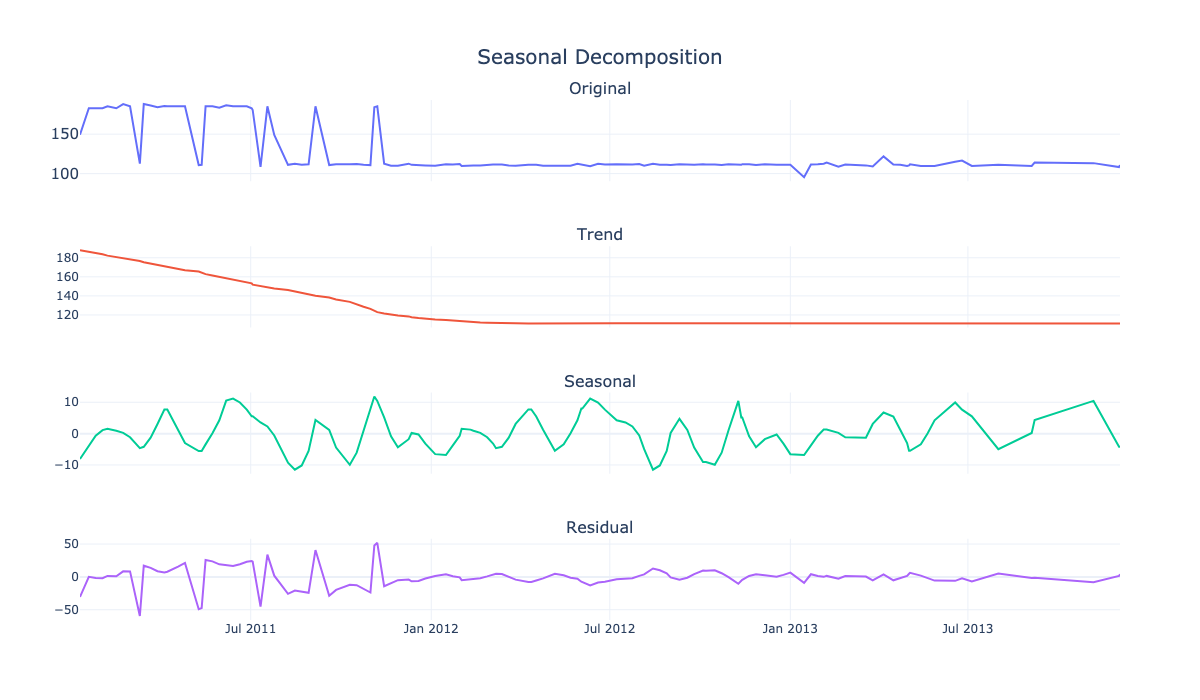 Seasonal Decomposition
Original
150
100
Trend
180
160
140
120
Seasonal
10
0
−10
Residual
50
0
−50
Jul 2011 Jan 2012 Jul 2012 Jan 2013 Jul 2013